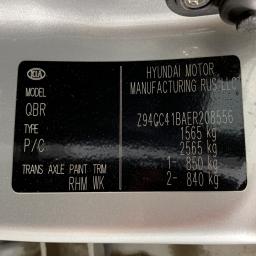 KIA
HYUNDAI MOTOR
MANUFACTURING RUS LLC
MODEL
QBR
Z94CC41BAER208556
TYPE
1565 kg
P/C
2565 kg
1- 850 kg
TRANS AXLE PAINT TRIM
2- 840 kg
RHM WK